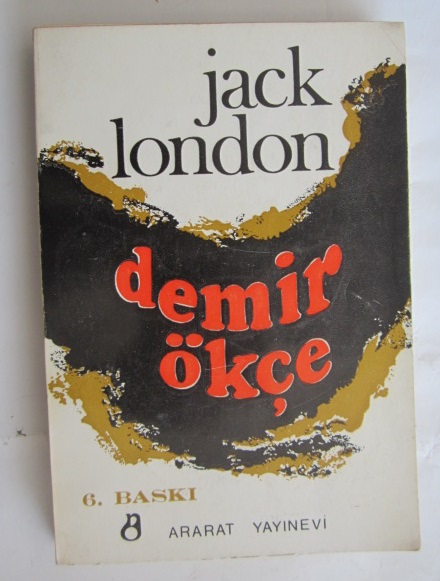 jack
london
demir
ökçe
6. BASKI
ARARAT YAYINEVİ